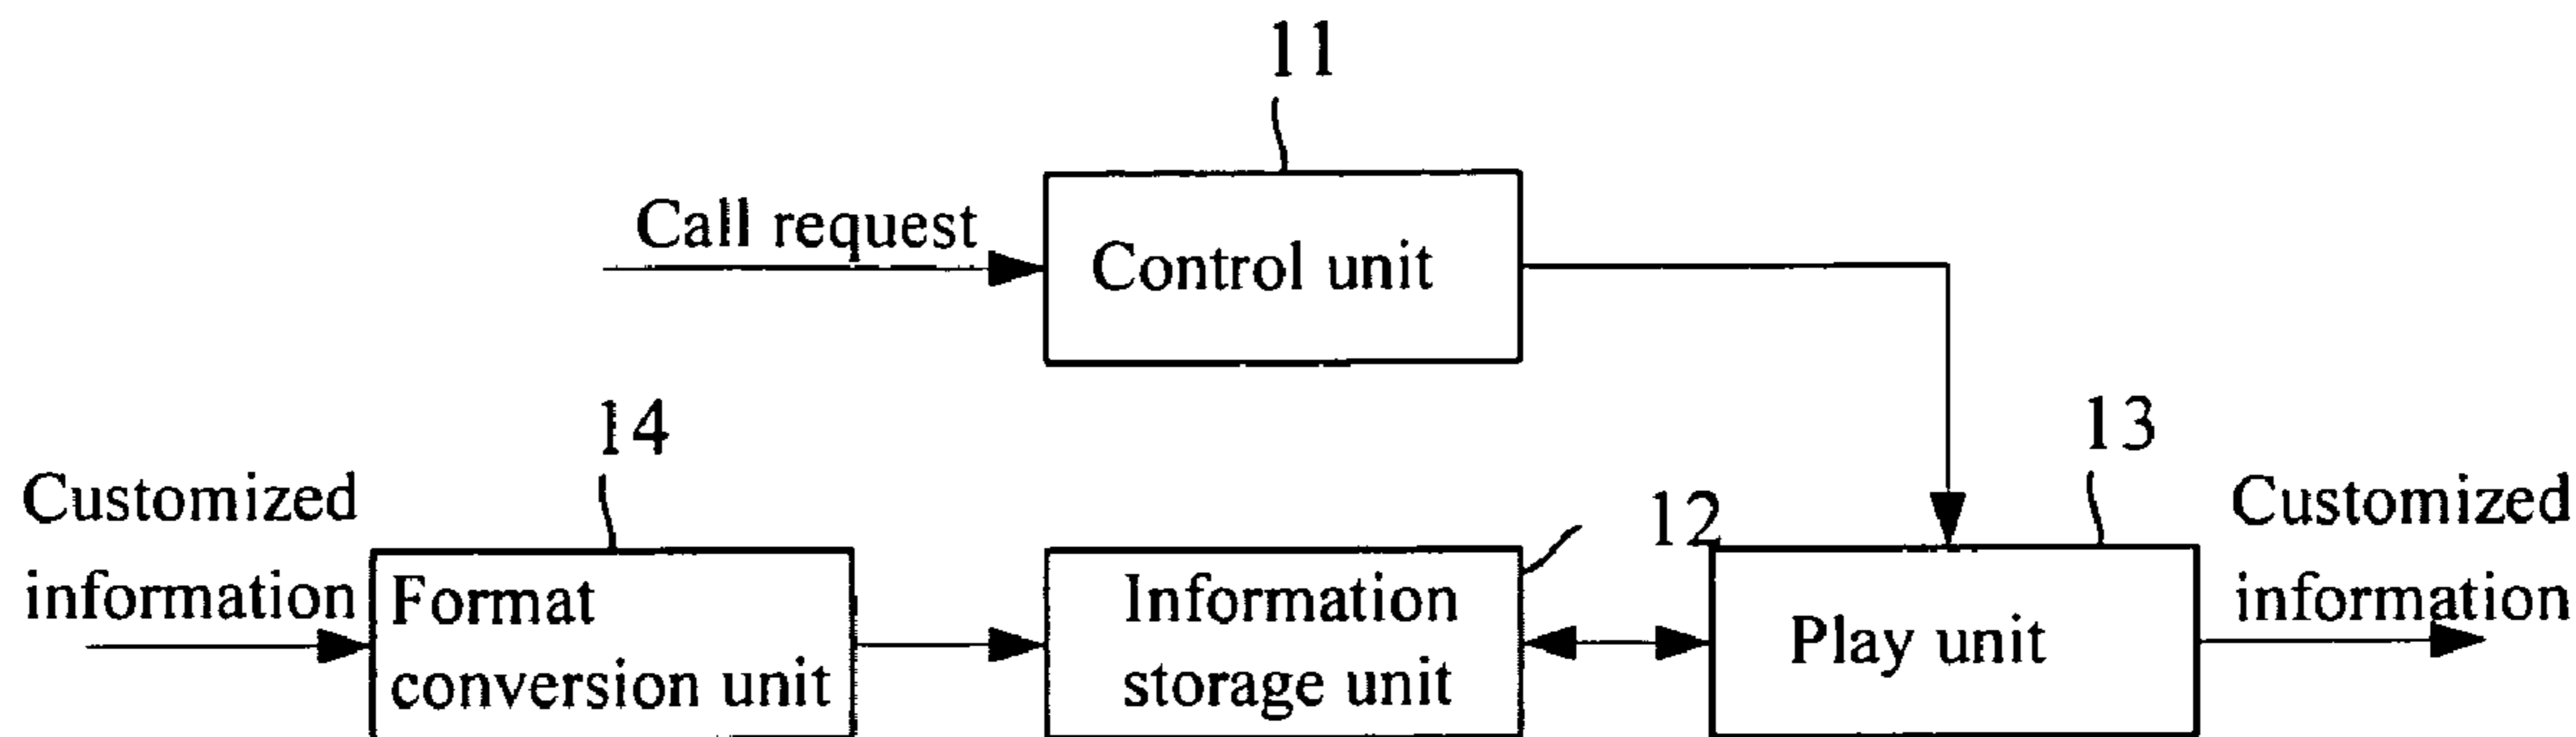 11
Call request
Control unit
14
13
Customized
information
12
Customized
information
Format
conversion unit
Information
storage unit
Play unit